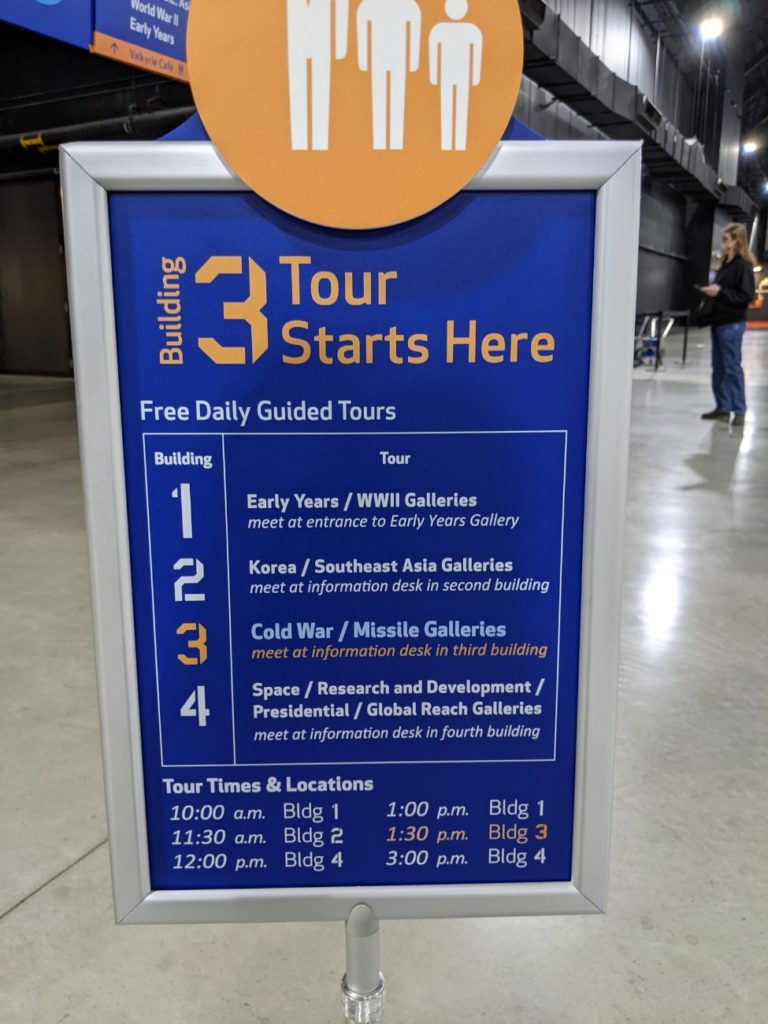 World War II
Early Years
Valkyrie Café
Building 3 Tour
Starts Here
Free Daily Guided Tours
Building Tour
1 Early Years / WWII Galleries
meet at entrance to Early Years Gallery
2 Korea / Southeast Asia Galleries
meet at information desk in second building
3 Cold War / Missile Galleries
meet at information desk in third building
4 Space / Research and Development /
Presidential / Global Reach Galleries
meet at information desk in fourth building
Tour Times & Locations
10:00 a.m. Bldg 1 1:00 p.m. Bldg 1
11:30 a.m. Bldg 2 1:30 p.m. Bldg 3
12:00 p.m. Bldg 4 3:00 p.m. Bldg 4